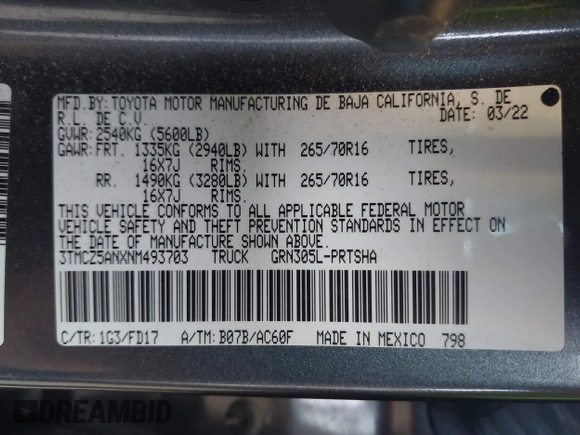 MFD.BY:TOYOTA MOTOR MANUFACTURING DE BAJA CALIFORNIA, S. DE
R.L. DE C.V. DATE: 03/22
GVWR:2540KG (5600LB)
GAWR:FRT. 1335KG (2940LB) WITH 265/70R16 TIRES,
16X7J RIMS.
RR. 1490KG (3280LB) WITH 265/70R16 TIRES,
16X7J RIMS.
THIS VEHICLE CONFORMS TO ALL APPLICABLE FEDERAL MOTOR
VEHICLE SAFETY AND THEFT PREVENTION STANDARDS IN EFFECT ON
THE DATE OF MANUFACTURE SHOWN ABOVE.
3TMCZ5ANXNM493703 TRUCK GRN305L-PRTSHA
C/TR:1G3/FD17 A/TM:B07B/AC60F MADE IN MEXICO 798
DREAMBID